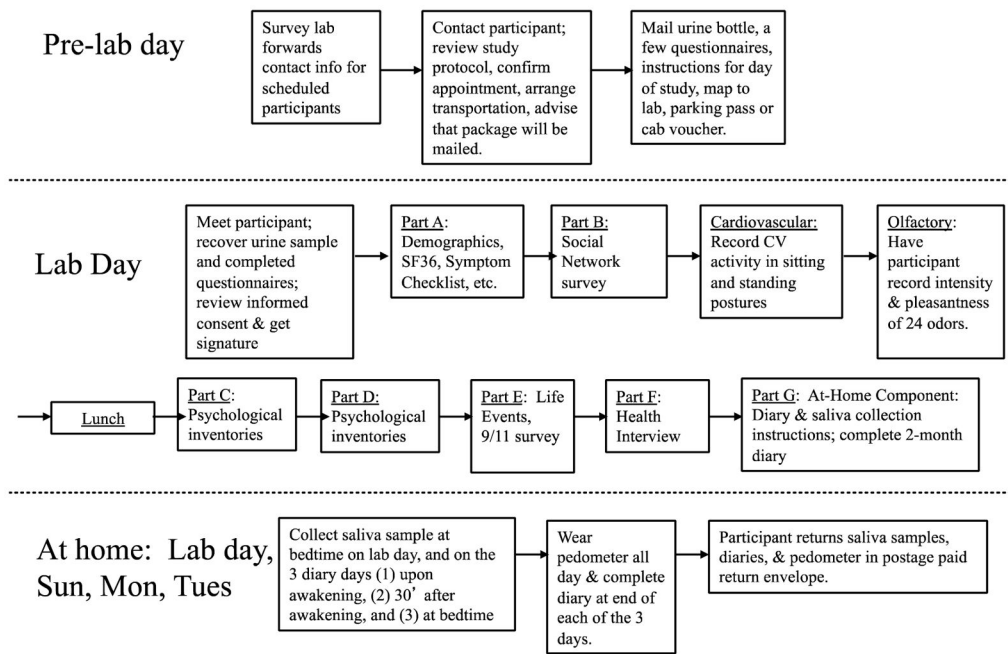 Pre-lab day
Survey lab
forwards
contact info for
scheduled
participants
Contact participant;
review study
protocol, confirm
appointment, arrange
transportation, advise
that package will be
mailed.
Mail urine bottle, a
few questionnaires,
instructions for day
of study, map to
lab, parking pass or
cab voucher.
Lab Day
Meet participant;
recover urine sample
and completed
questionnaires;
review informed
consent & get
signature
Part A:
Demographics,
SF36, Symptom
Checklist, etc.
Part B:
Social
Network
survey
Cardiovascular:
Record CV
activity in sitting
and standing
postures
Olfactory:
Have
participant
record intensity
& pleasantness
of 24 odors.
Lunch
Part C:
Psychological
inventories
Part D:
Psychological
inventories
Part E: Life
Events,
9/11 survey
Part F:
Health
Interview
Part G: At-Home Component:
Diary & saliva collection
instructions; complete 2-month
diary
At home: Lab day,
Sun, Mon, Tues
Collect saliva sample at
bedtime on lab day, and on the
3 diary days (1) upon
awakening, (2) 30’ after
awakening, and (3) at bedtime
Wear
pedometer all
day & complete
diary at end of
each of the 3
days.
Participant returns saliva samples,
diaries, & pedometer in postage paid
return envelope.